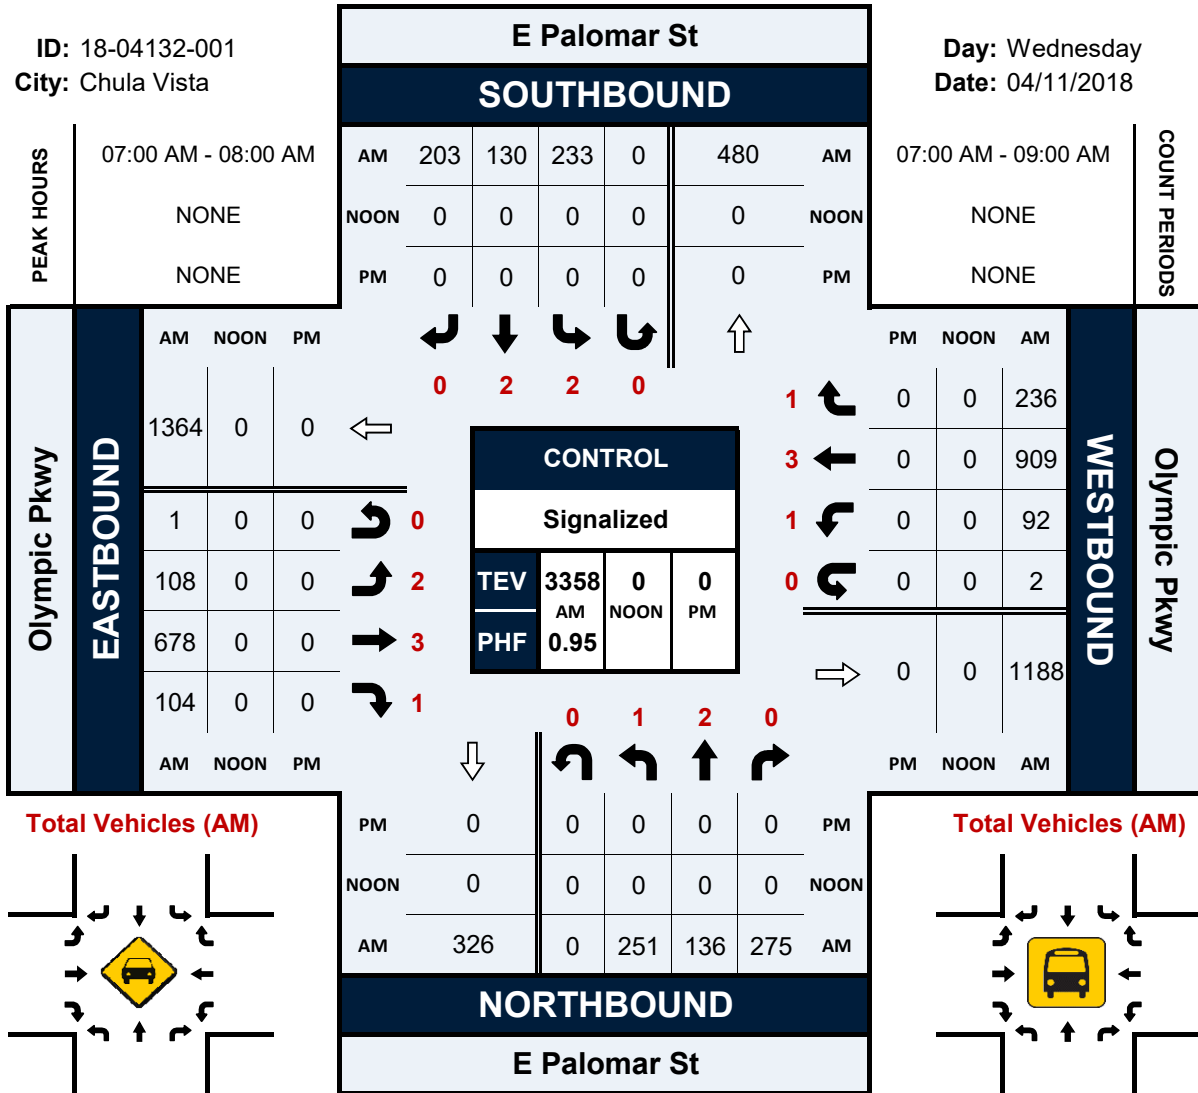 E Palomar St
ID: 18-04132-001
Day: Wednesday
City: Chula Vista
Date: 04/11/2018
SOUTHBOUND
PEAK HOURS
07:00 AM - 08:00 AM
NONE
NONE
AM 203 130 233 0 480 AM
NOON 0 0 0 0 0 NOON
PM 0 0 0 0 0 PM
07:00 AM - 09:00 AM
NONE
NONE
COUNT PERIODS
0 2 2 0
Olympic Pkwy
EASTBOUND
AM NOON PM
1364 0 0
1 0 0 0
108 0 0 2
678 0 0 3
104 0 0 1
AM NOON PM
CONTROL
Signalized
TEV 3358 0 0
AM NOON PM
PHF 0.95
PM NOON AM
1 0 0 236
3 0 0 909
1 0 0 92
0 0 0 2
0 0 1188
PM NOON AM
WESTBOUND
Olympic Pkwy
0 1 2 0
PM 0 0 0 0 0 PM
NOON 0 0 0 0 0 NOON
AM 326 0 251 136 275 AM
NORTHBOUND
E Palomar St
Total Vehicles (AM)
Total Vehicles (AM)